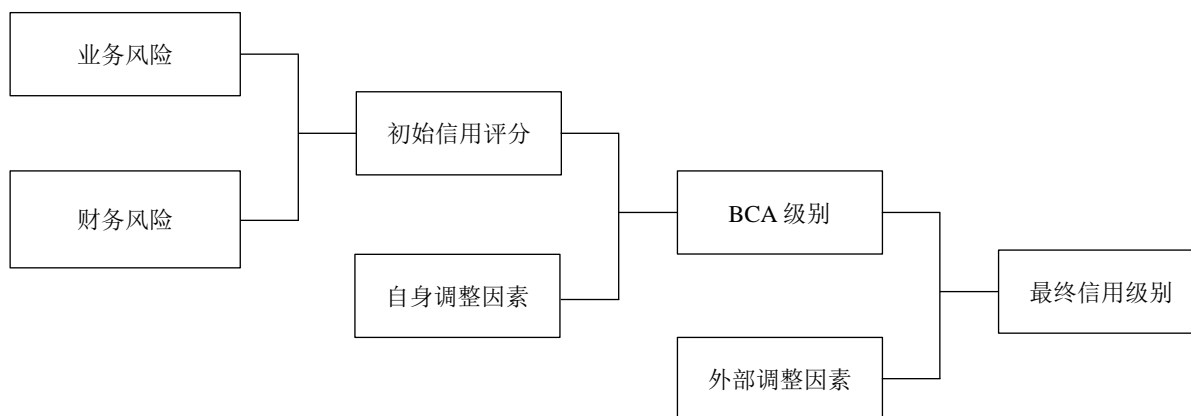 业务风险
财务风险
初始信用评分
自身调整因素
BCA 级别
外部调整因素
最终信用级别